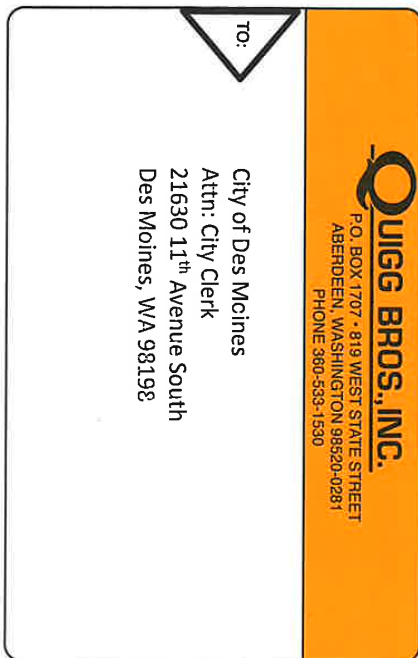 QUIGG BROS., INC.
P.O. BOX 1707 • 819 WEST STATE STREET
ABERDEEN, WASHINGTON 98520-0281
PHONE 360-533-1530
TO:
City of Des Moines
Attn: City Clerk
21630 11th Avenue South
Des Moines, WA 98198